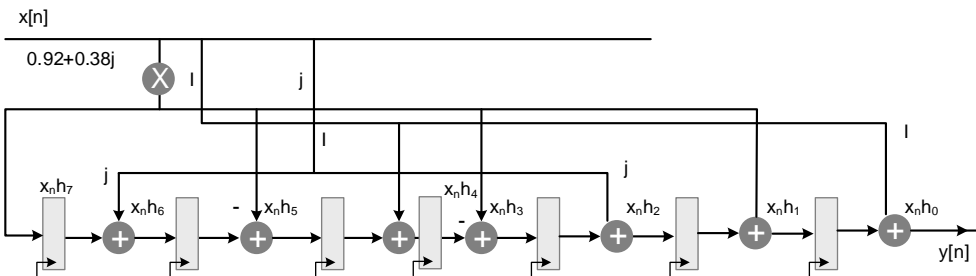 x[n]
0.92+0.38j
X
I
j
I
I
j
j
xₙh₇
xₙh₆
-
xₙh₅
xₙh₄
-
xₙh₃
xₙh₂
xₙh₁
xₙh₀
+
+
+
+
+
+
+
y[n]